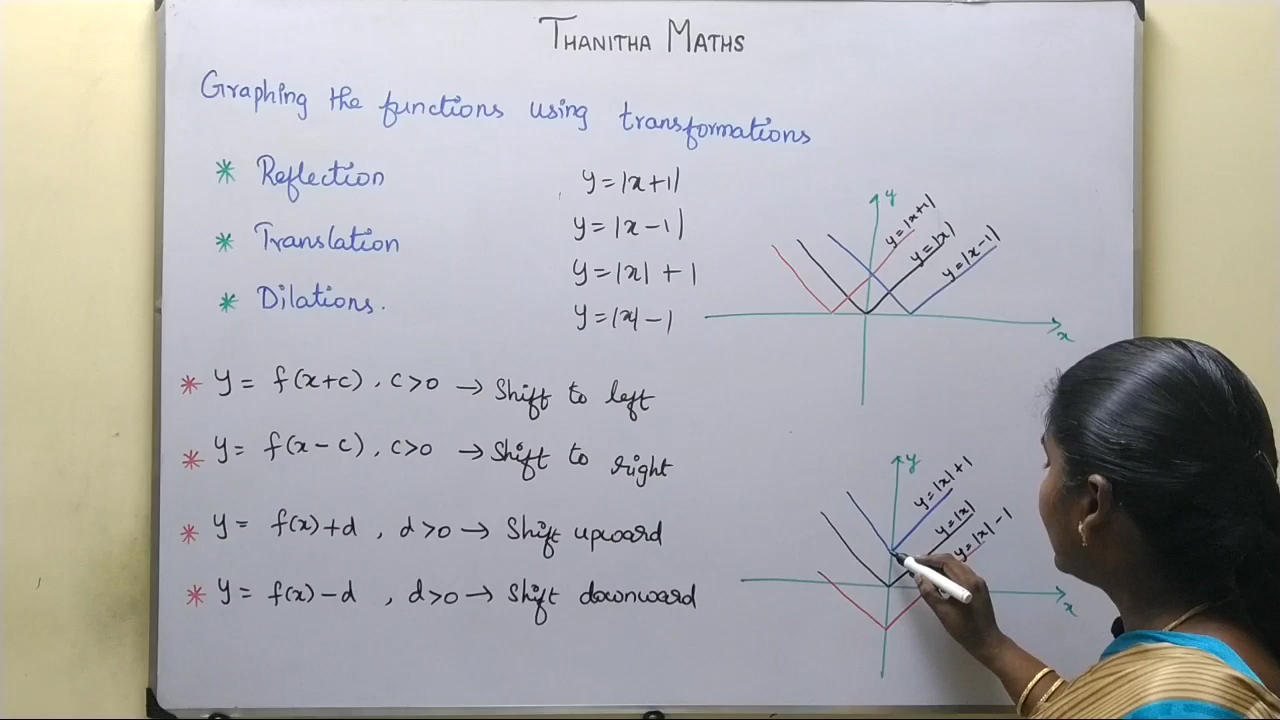 THANITHA MATHS
Graphing the functions using transformations
* Reflection
* Translation
* Dilations.
y = |x+1|
y = |x-1|
y = |x| + 1
y = |x| - 1
* y = f(x+c), c>0 → Shift to left
* y = f(x-c), c>0 → Shift to right
* y = f(x)+d, d>0 → Shift upward
* y = f(x)-d, d>0 → Shift downward
y
y=|x+1|
y=|x|
y=|x-1|
x
y
y=|x|+1
y=|x|
y=|x|-1
x